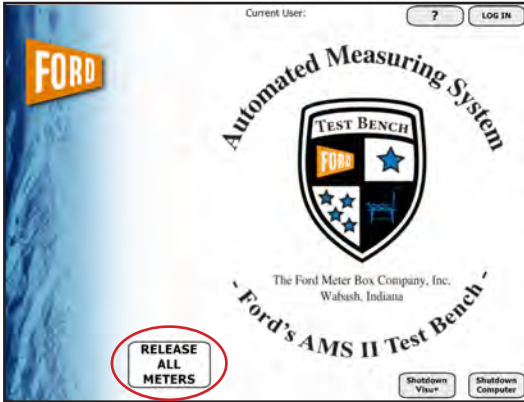 Current User:
?
LOG IN
FORD
Automated Measuring System
TEST BENCH
FORD
The Ford Meter Box Company, Inc.
Wabash, Indiana
- Ford's AMS II Test Bench -
RELEASE
ALL
METERS
Shutdown
Visu+
Shutdown
Computer